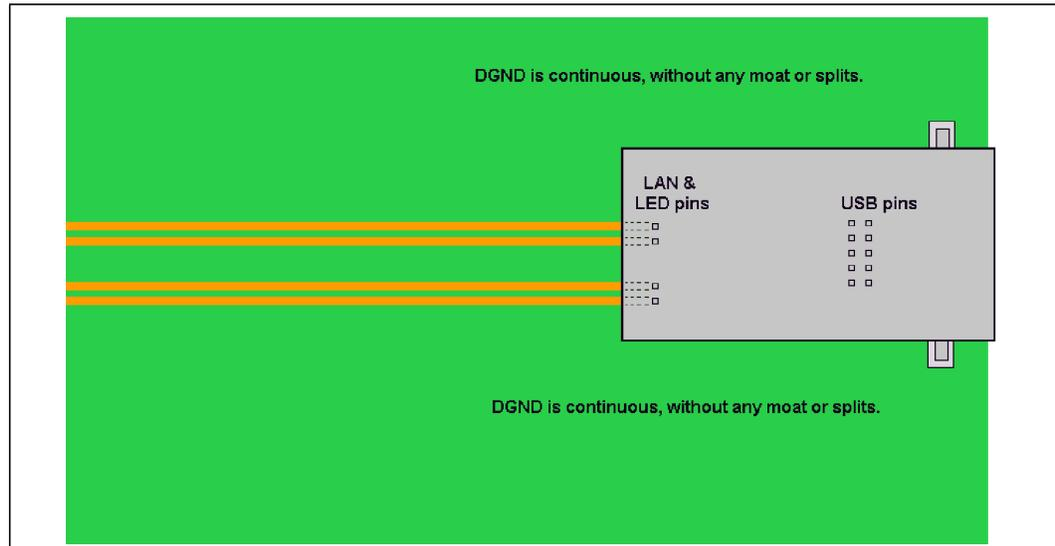 DGND is continuous, without any moat or splits.
LAN &
LED pins
USB pins
DGND is continuous, without any moat or splits.